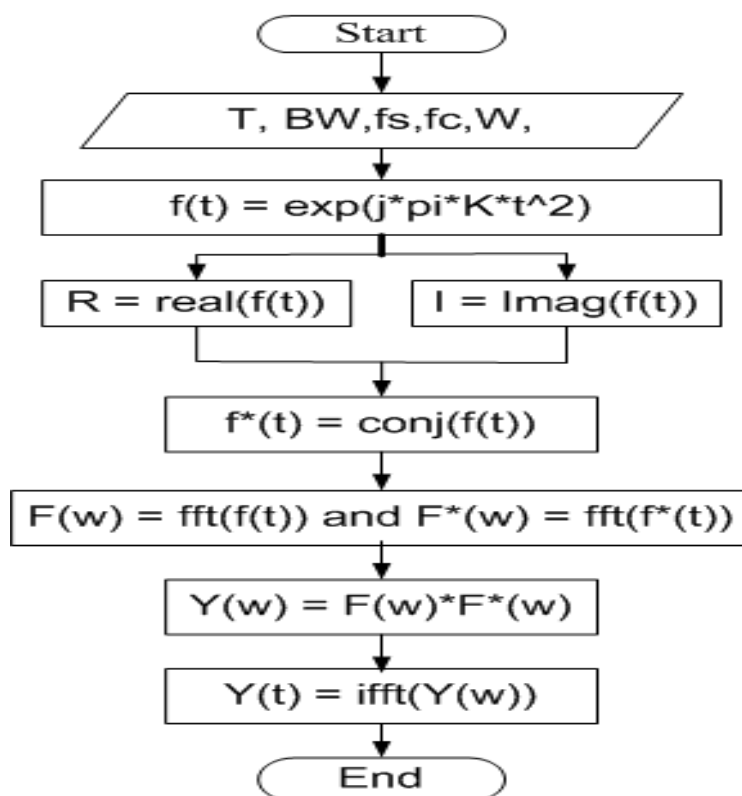 Start
T, BW,fs,fc,W,
f(t) = exp(j*pi*K*t^2)
R = real(f(t))
I = Imag(f(t))
f*(t) = conj(f(t))
F(w) = fft(f(t)) and F*(w) = fft(f*(t))
Y(w) = F(w)*F*(w)
Y(t) = ifft(Y(w))
End